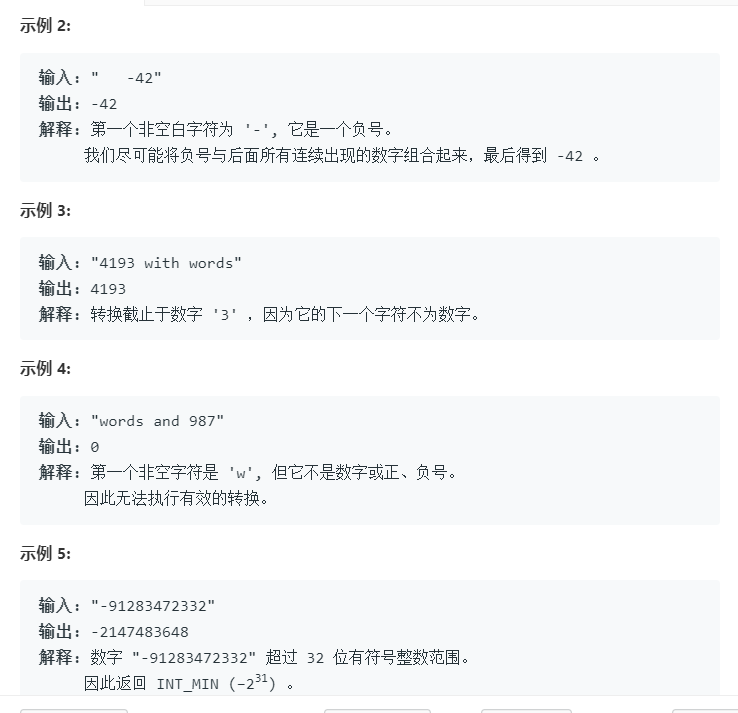 示例 2:
输入: "   -42"
输出: -42
解释: 第一个非空白字符为 '-', 它是一个负号。
我们尽可能将负号与后面所有连续出现的数字组合起来，最后得到 -42 。
示例 3:
输入: "4193 with words"
输出: 4193
解释: 转换截止于数字 '3' ，因为它的下一个字符不为数字。
示例 4:
输入: "words and 987"
输出: 0
解释: 第一个非空字符是 'w', 但它不是数字或正、负号。
因此无法执行有效的转换。
示例 5:
输入: "-91283472332"
输出: -2147483648
解释: 数字 "-91283472332" 超过 32 位有符号整数范围。
因此返回 INT_MIN (−2³¹) 。